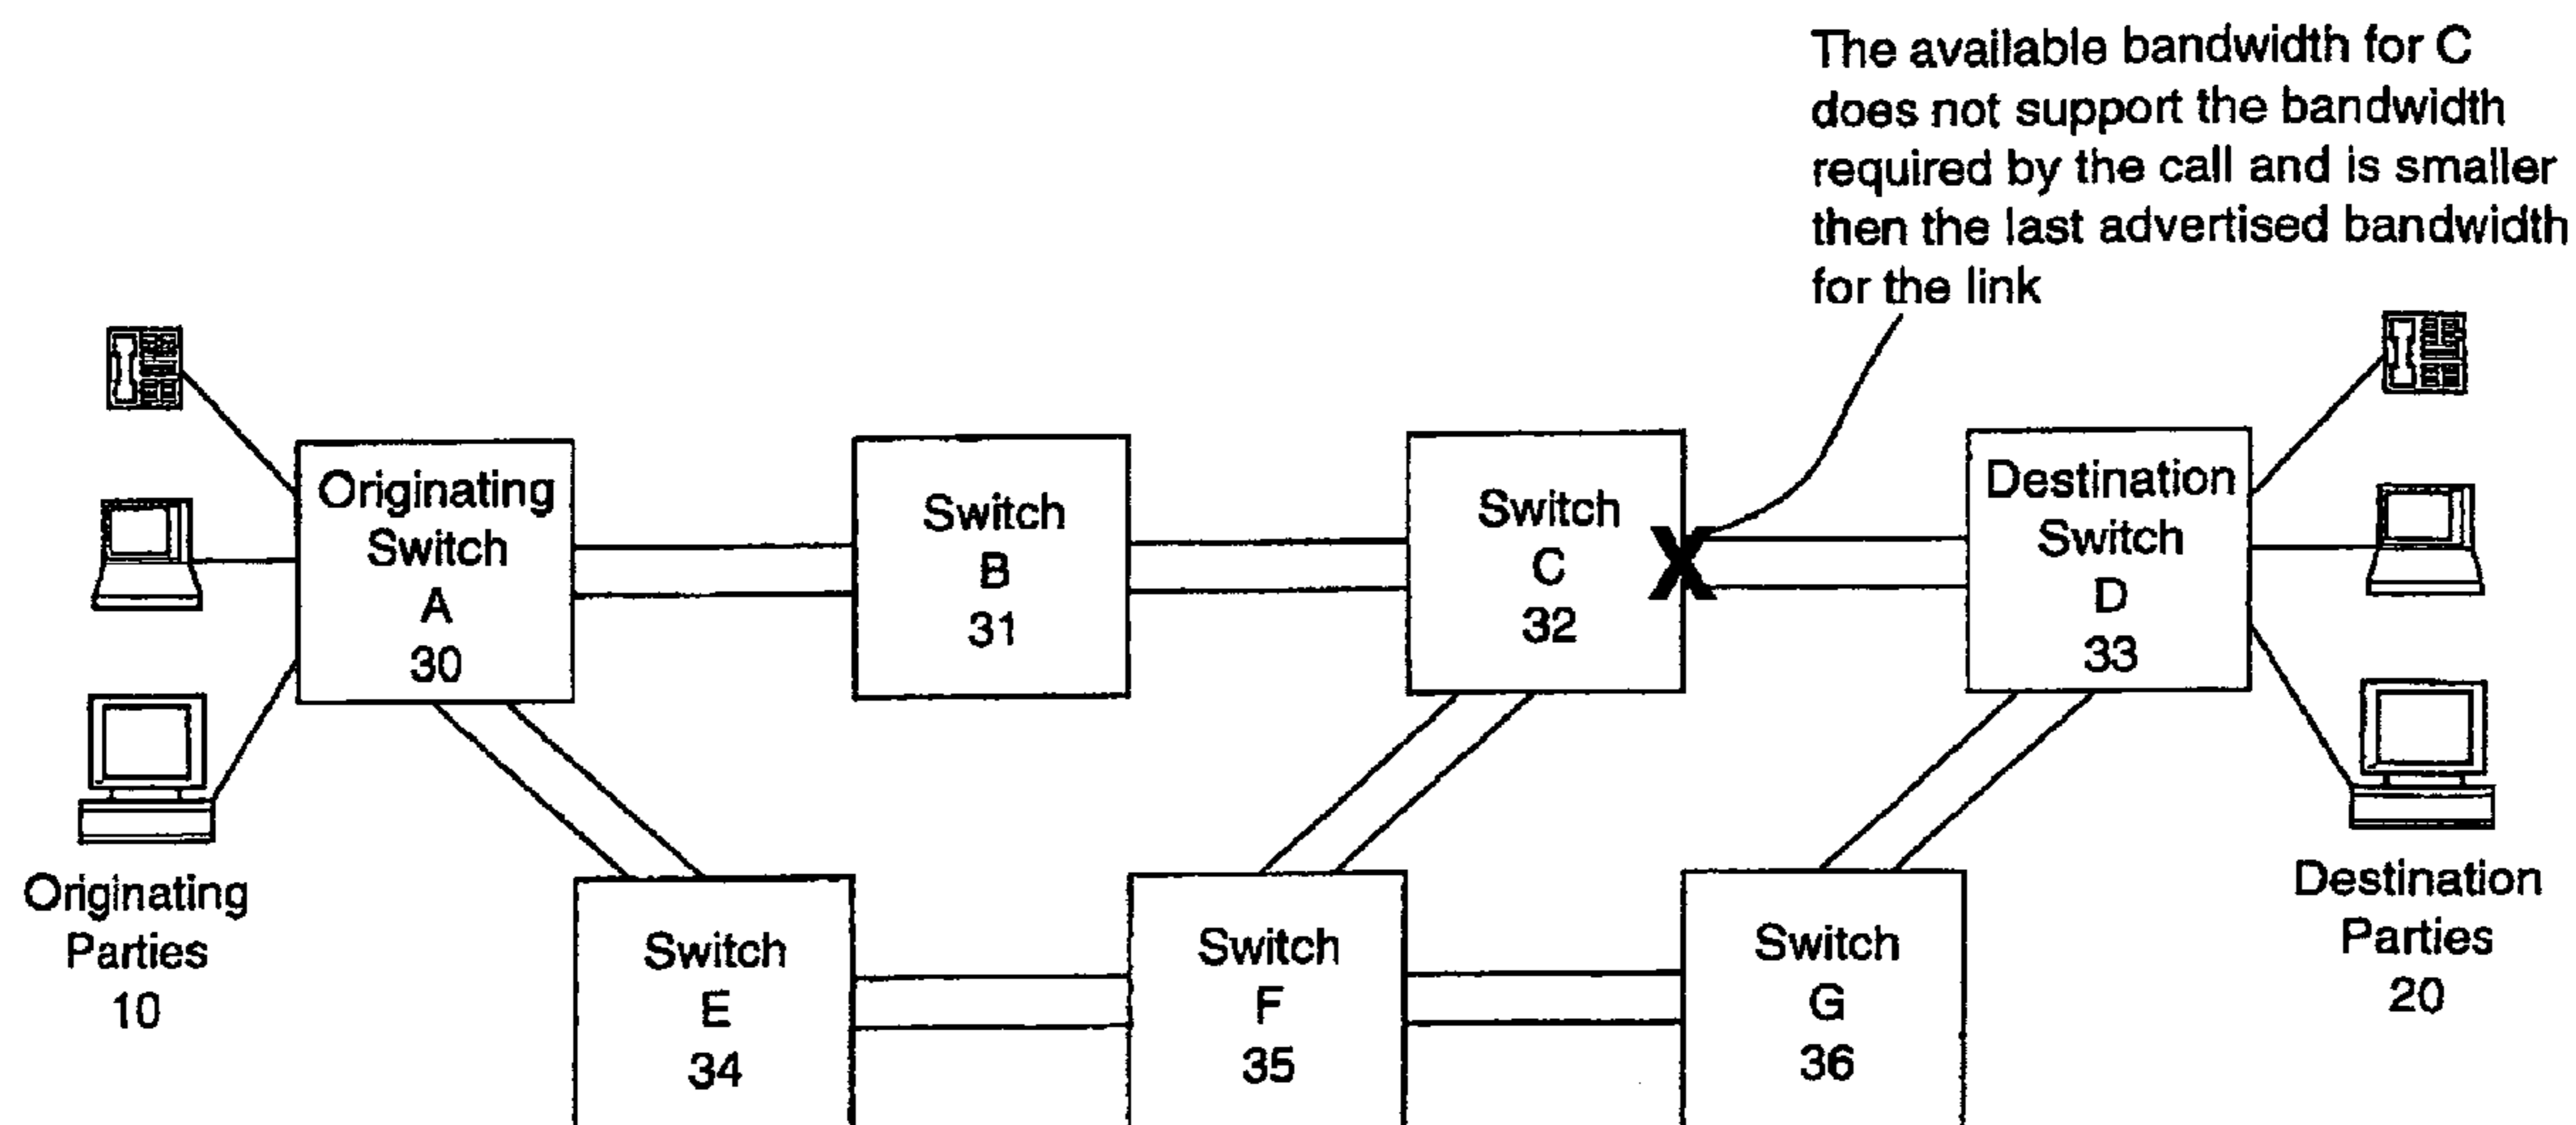 The available bandwidth for C
does not support the bandwidth
required by the call and is smaller
then the last advertised bandwidth
for the link
Originating
Switch
A
30
Switch
B
31
Switch
C
32
X
Destination
Switch
D
33
Originating
Parties
10
Switch
E
34
Switch
F
35
Switch
G
36
Destination
Parties
20